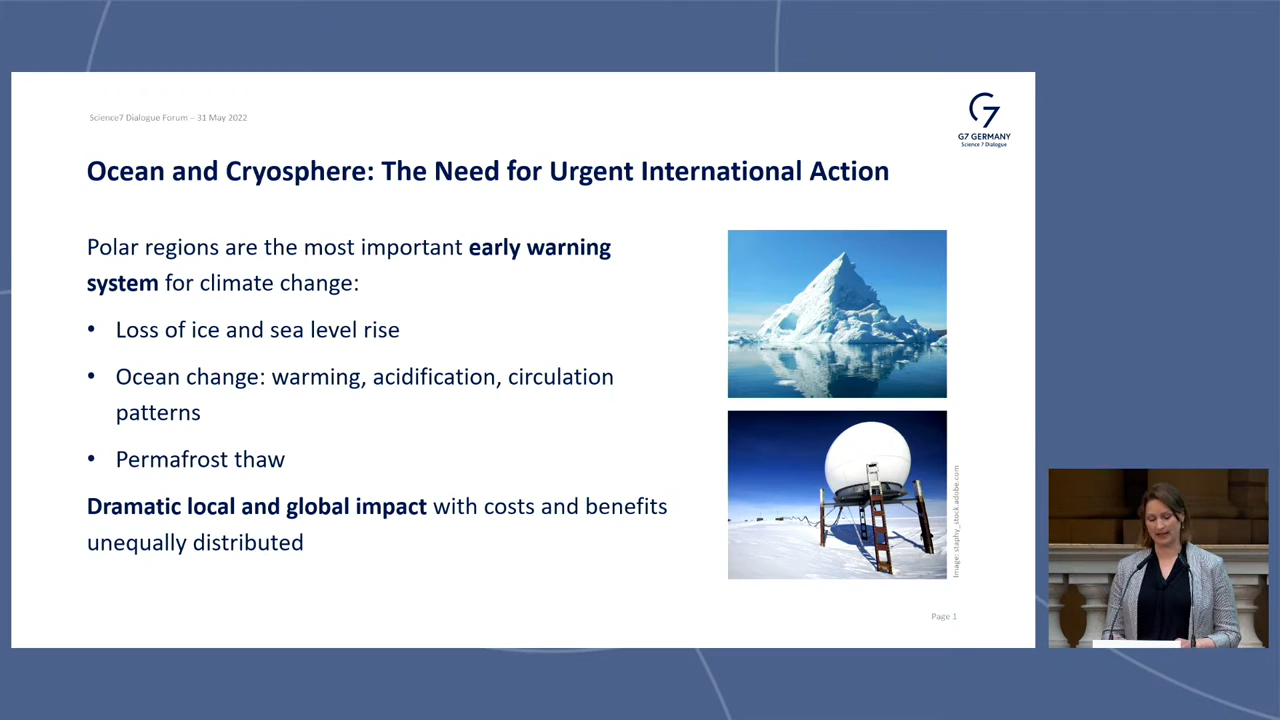 Science7 Dialogue Forum – 31 May 2022
G7
G7 GERMANY
Science 7 Dialogue
Ocean and Cryosphere: The Need for Urgent International Action
Polar regions are the most important early warning
system for climate change:
• Loss of ice and sea level rise
• Ocean change: warming, acidification, circulation
patterns
• Permafrost thaw
Dramatic local and global impact with costs and benefits
unequally distributed
Image: staphy_stock.adobe.com
Page 1